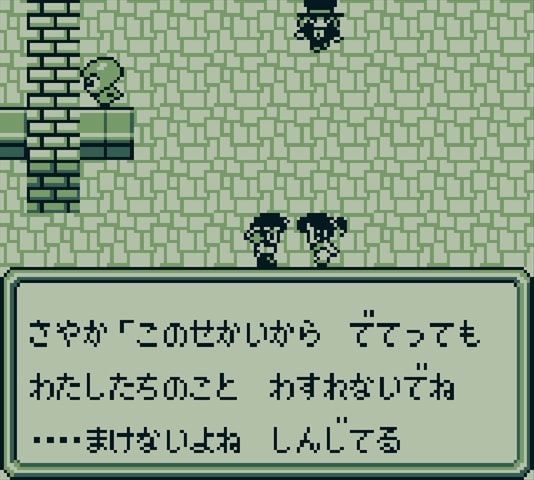 さやか「このせかいから　でてっても
わたしたちのこと　わすれないでね
････まけないよね　しんじてる